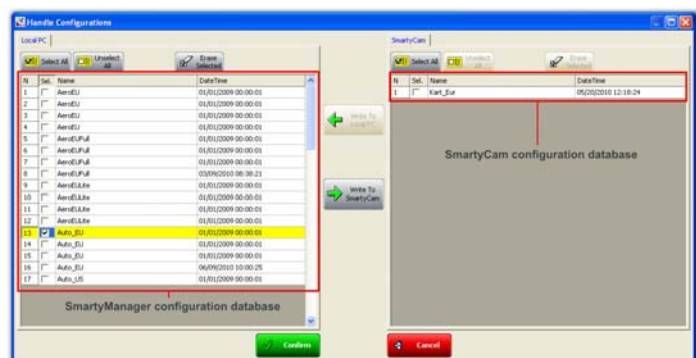 Handle Configurations
Local PC
Select All
Unselect All
Erase Selected
N Sel. Name DateTime
1 AeroEU 01/01/2009 00:00:01
2 AeroEU 01/01/2009 00:00:01
3 AeroEU 01/01/2009 00:00:01
4 AeroEU 01/01/2009 00:00:01
5 AeroEUFull 01/01/2009 00:00:01
6 AeroEUFull 01/01/2009 00:00:01
7 AeroEUFull 01/01/2009 00:00:01
8 AeroEUFull 03/09/2010 08:38:21
9 AeroEULite 01/01/2009 00:00:01
10 AeroEULite 01/01/2009 00:00:01
11 AeroEULite 01/01/2009 00:00:01
12 AeroEULite 01/01/2009 00:00:01
13 Auto_EU 01/01/2009 00:00:01
14 Auto_EU 01/01/2009 00:00:01
15 Auto_EU 01/01/2009 00:00:01
16 Auto_EU 06/09/2010 10:00:25
17 Auto_US 01/01/2009 00:00:01
SmartyManager configuration database
Write To Local PC
Write To SmartyCam
SmartyCam
Select All
Unselect All
Erase Selected
N Sel. Name DateTime
1 Kart_Eur 05/20/2010 12:18:24
SmartyCam configuration database
Confirm
Cancel